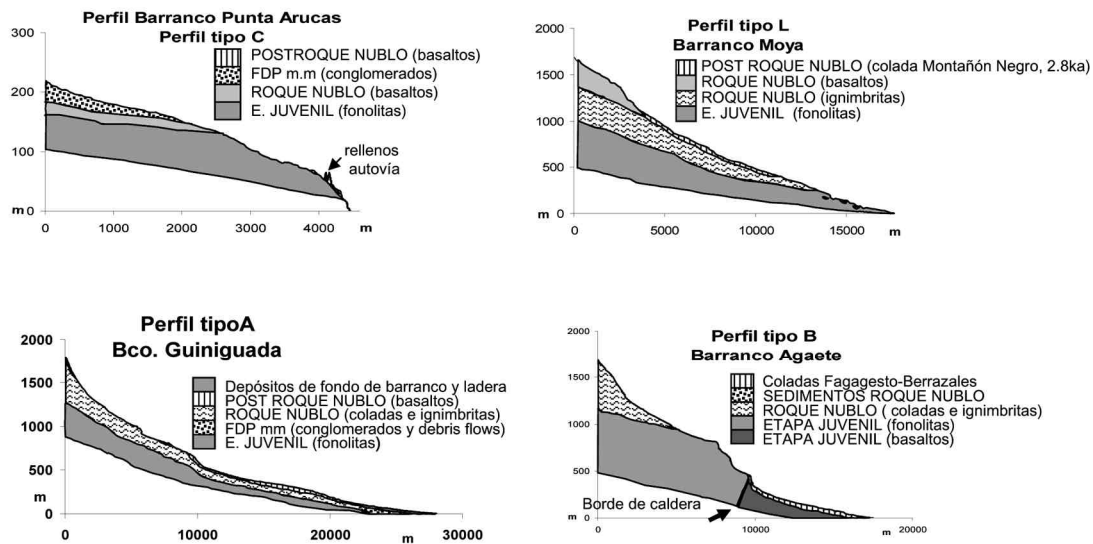 Perfil Barranco Punta Arucas
Perfil tipo C
POSTROQUE NUBLO (basaltos)
FDP m.m (conglomerados)
ROQUE NUBLO (basaltos)
E. JUVENIL (fonolitas)
300
200
100
m 0
rellenos
autovía
0 1000 2000 3000 4000 m
Perfil tipo L
Barranco Moya
POST ROQUE NUBLO (colada Montañón Negro, 2.8ka)
ROQUE NUBLO (basaltos)
ROQUE NUBLO (ignimbritas)
E. JUVENIL (fonolitas)
2000
1500
1000
500
m 0
0 5000 10000 15000 m
Perfil tipoA
Bco. Guiniguada
Depósitos de fondo de barranco y ladera
POST ROQUE NUBLO (basaltos)
ROQUE NUBLO (coladas e ignimbritas)
FDP mm (conglomerados y debris flows)
E. JUVENIL (fonolitas)
2000
1500
1000
500
m
0
0 10000 20000 m 30000
Perfil tipo B
Barranco Agaete
Coladas Fagagesto-Berrazales
SEDIMENTOS ROQUE NUBLO
ROQUE NUBLO ( coladas e ignimbritas)
ETAPA JUVENIL (fonolitas)
ETAPA JUVENIL (basaltos)
2000
1500
1000
500
Borde de caldera
m 0
0 10000 m 20000